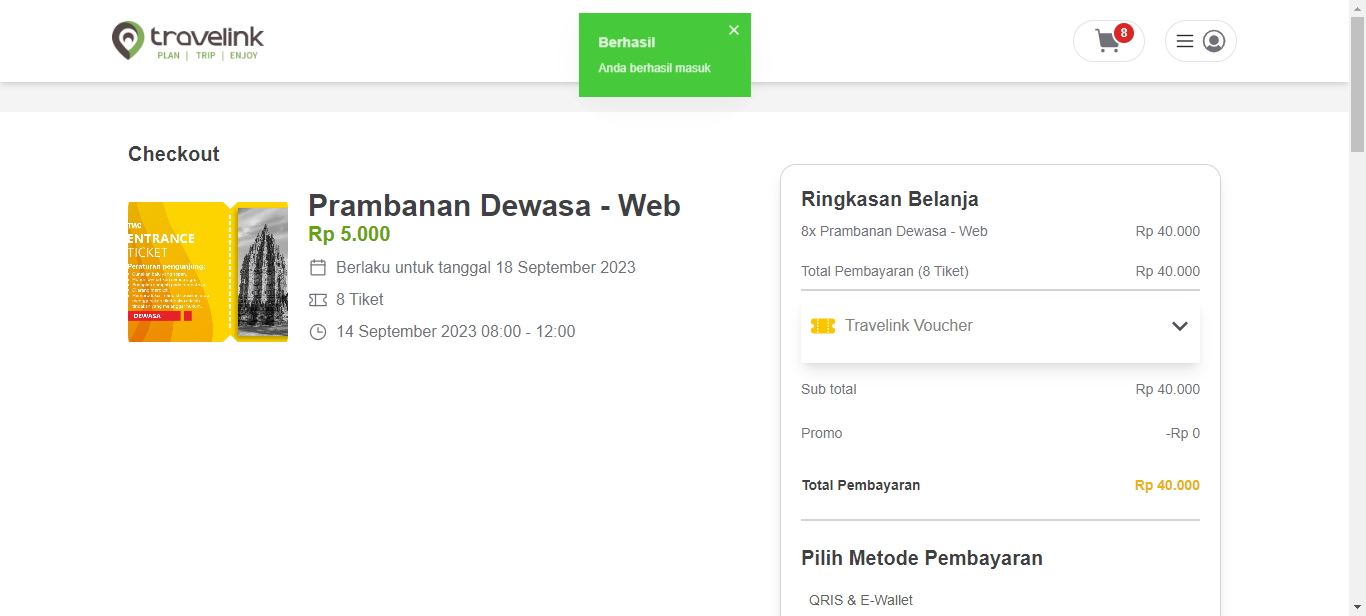 travelink
PLAN | TRIP | ENJOY
Berhasil
Anda berhasil masuk
8
Checkout
TWC
ENTRANCE
TICKET
Peraturan pengunjung:
DEWASA
Prambanan Dewasa - Web
Rp 5.000
Berlaku untuk tanggal 18 September 2023
8 Tiket
14 September 2023 08:00 - 12:00
Ringkasan Belanja
8x Prambanan Dewasa - Web Rp 40.000
Total Pembayaran (8 Tiket) Rp 40.000
Travelink Voucher
Sub total Rp 40.000
Promo -Rp 0
Total Pembayaran Rp 40.000
Pilih Metode Pembayaran
QRIS & E-Wallet